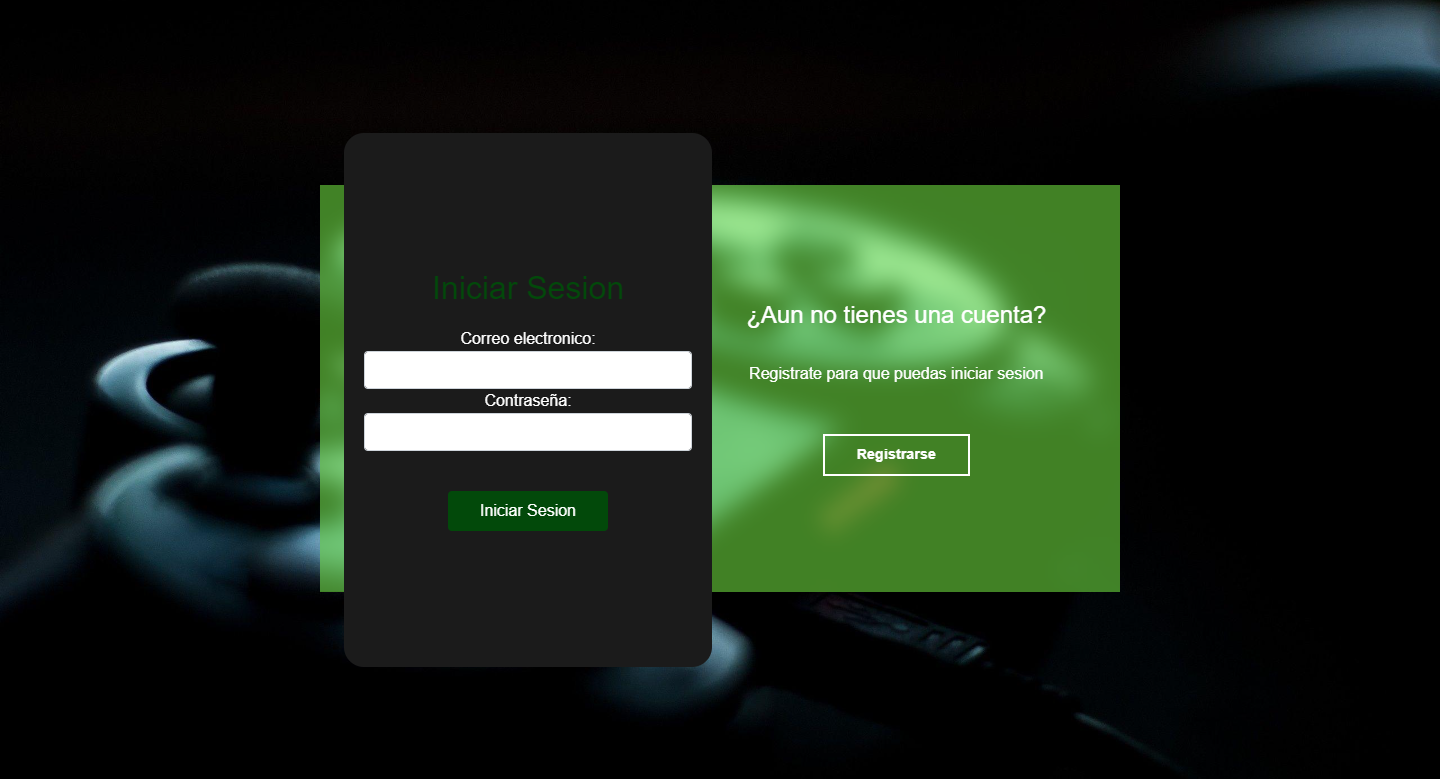 Iniciar Sesion
Correo electronico:
Contraseña:
Iniciar Sesion
¿Aun no tienes una cuenta?
Registrate para que puedas iniciar sesion
Registrarse